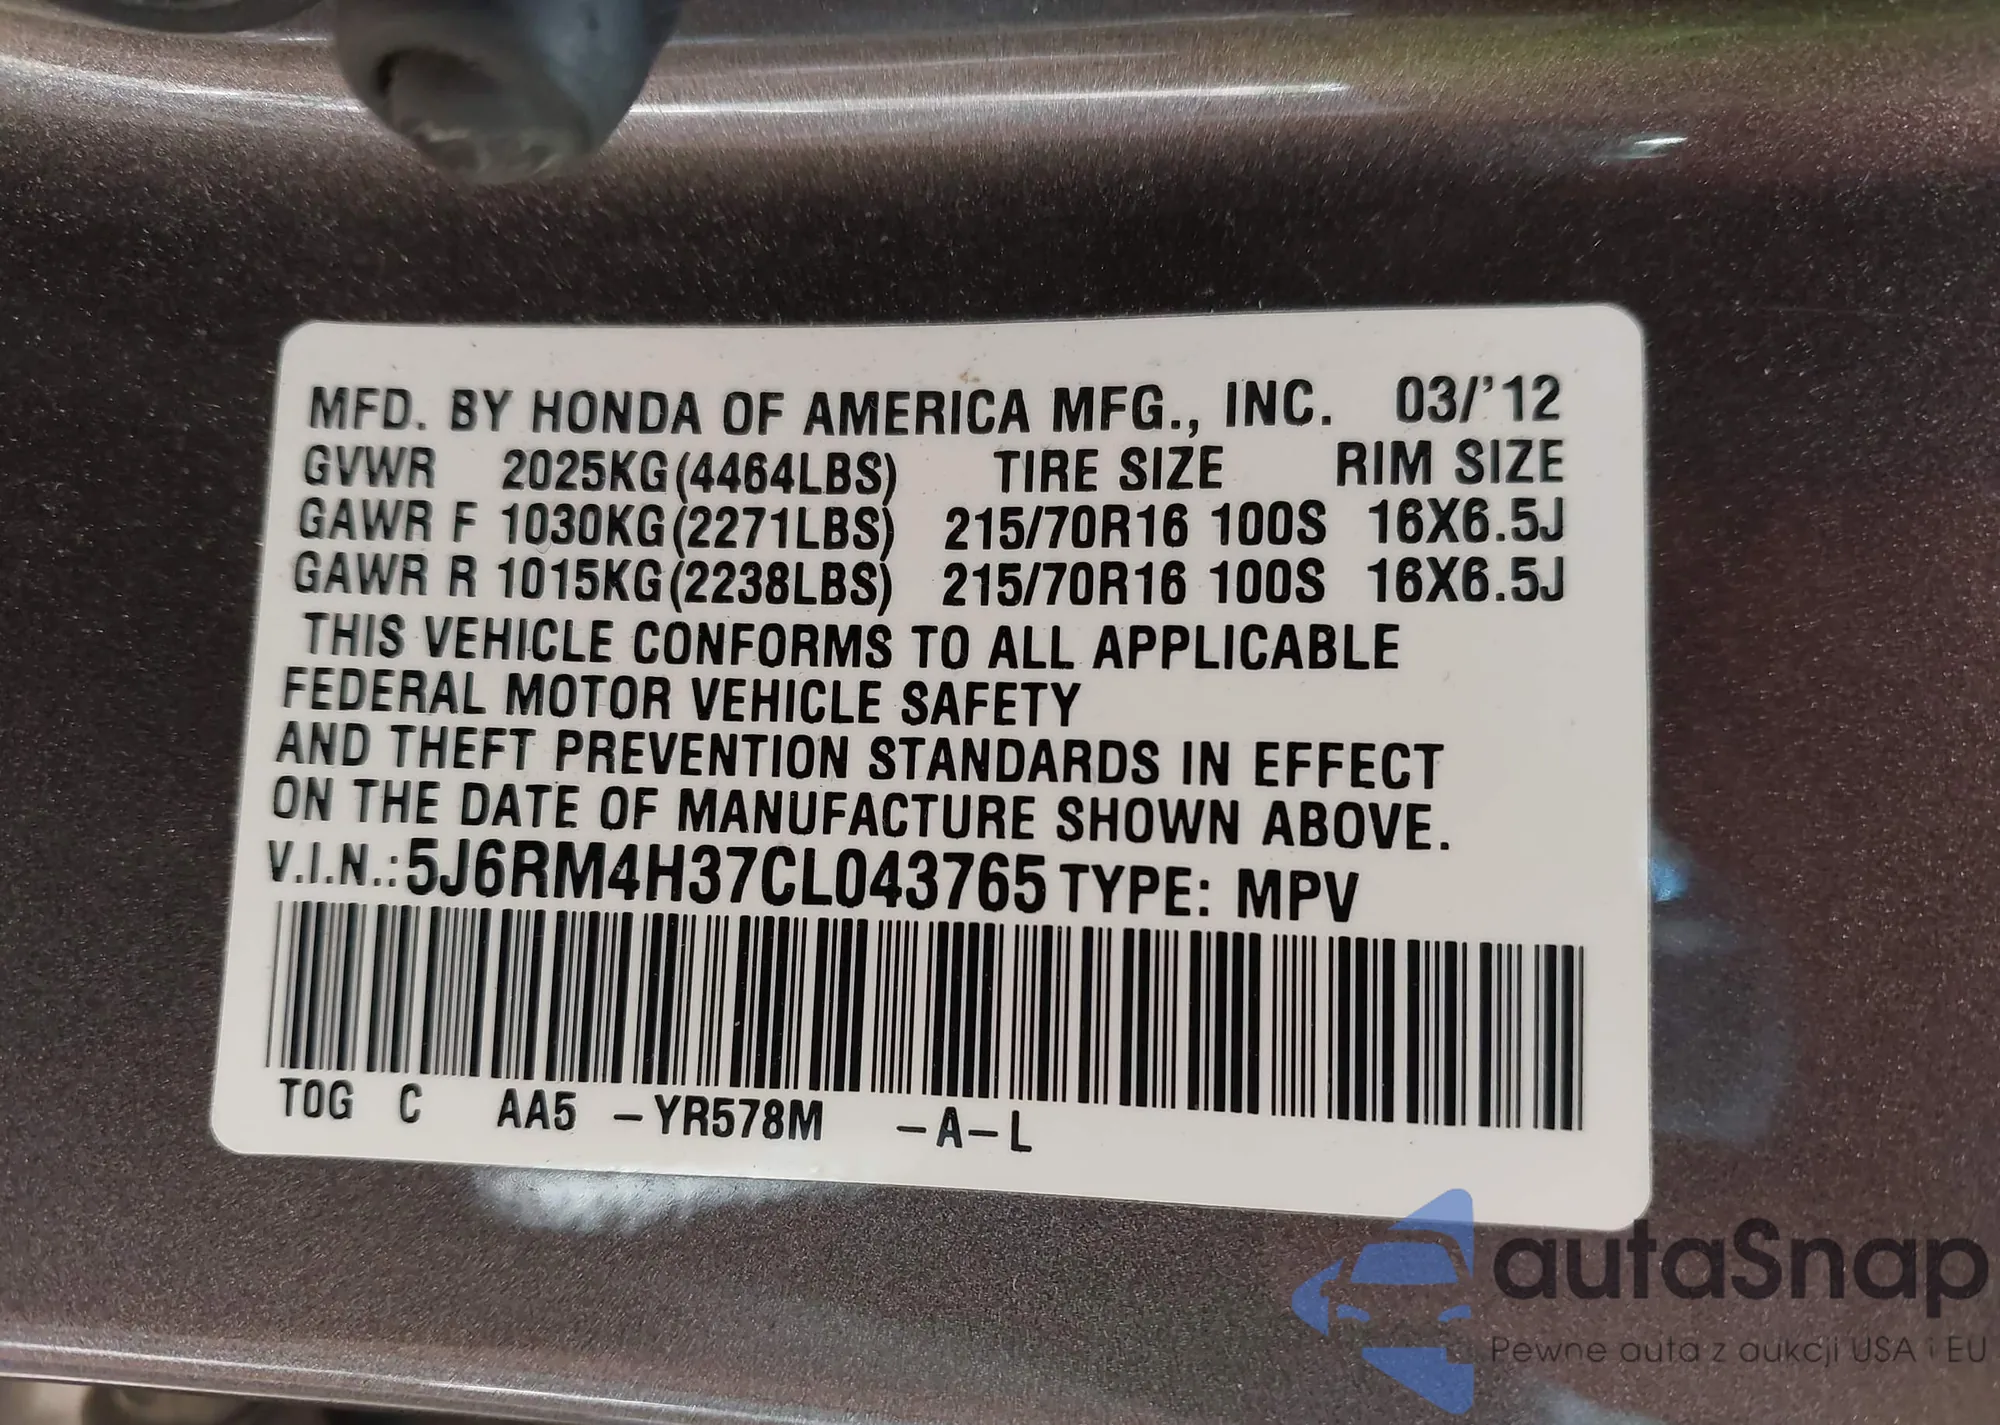 MFD. BY HONDA OF AMERICA MFG., INC. 03/'12
GVWR 2025KG(4464LBS) TIRE SIZE RIM SIZE
GAWR F 1030KG(2271LBS) 215/70R16 100S 16X6.5J
GAWR R 1015KG(2238LBS) 215/70R16 100S 16X6.5J
THIS VEHICLE CONFORMS TO ALL APPLICABLE
FEDERAL MOTOR VEHICLE SAFETY
AND THEFT PREVENTION STANDARDS IN EFFECT
ON THE DATE OF MANUFACTURE SHOWN ABOVE.
V.I.N.:5J6RM4H37CL043765 TYPE: MPV
TOG C AA5 -YR578M -A-L
autaSnap
Pewne auta z aukcji USA i EU